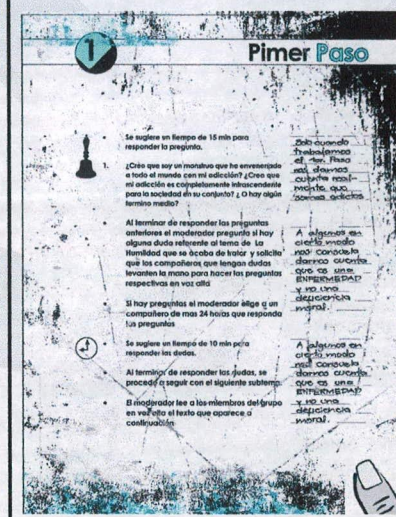 1
Pimer Paso
Se sugiere un tiempo de 15 min para
responder la pregunta.
1. ¿Creo que soy un monstruo que he envenenado
a todo el mundo con mi adicción? ¿Creo que
mi adicción es completamente intrascendente
para la sociedad en su conjunto? ¿ O hay algún
termino medio?
Al terminar de responder las preguntas
anteriores el moderador pregunta si hay
alguna duda referente al tema de La
Humildad que se acaba de tratar y solicita
que los compañeros que tengan dudas
levanten la mano para hacer las preguntas
respectivas en voz alta
Si hay preguntas el moderador elige a un
compañero de mas 24 horas que responda
las preguntas
Se sugiere un tiempo de 10 min para
responder las dudas.
Al terminar de responder las dudas, se
procede a seguir con el siguiente subtema.
El moderador lee a los miembros del grupo
en voz alta el texto que aparece a
continuación
Solo cuando
trabajamos
el 1er. Paso
nos damos
cuenta real-
mente que
somos adictos
A algunos en
cierto modo
nos consuela
darnos cuenta
que es una
ENFERMEDAD
y no una
deficiencia
moral.
A algunos en
cierto modo
nos consuela
darnos cuenta
que es una
ENFERMEDAD
y no una
deficiencia
moral.